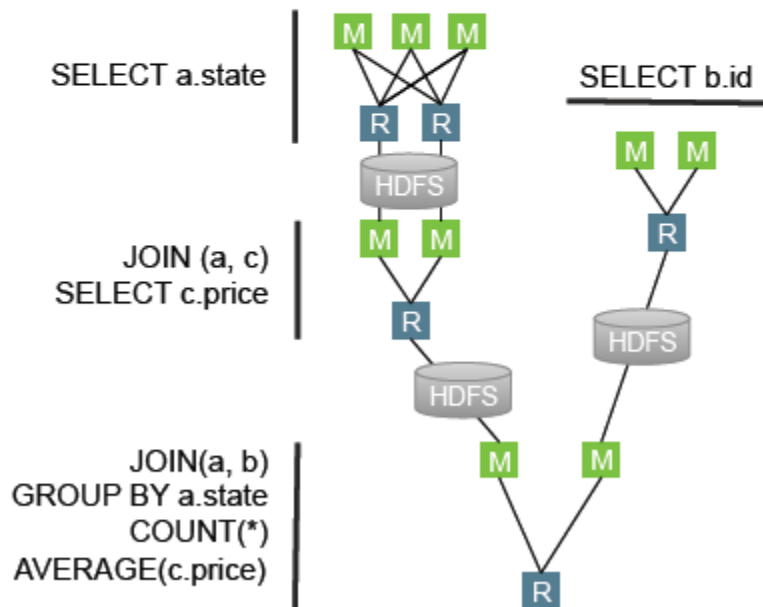 M M M
SELECT a.state
SELECT b.id
R R
M M
HDFS
M M
R
JOIN (a, c)
SELECT c.price
R
HDFS
HDFS
JOIN(a, b)
M M
GROUP BY a.state
COUNT(*)
AVERAGE(c.price)
R